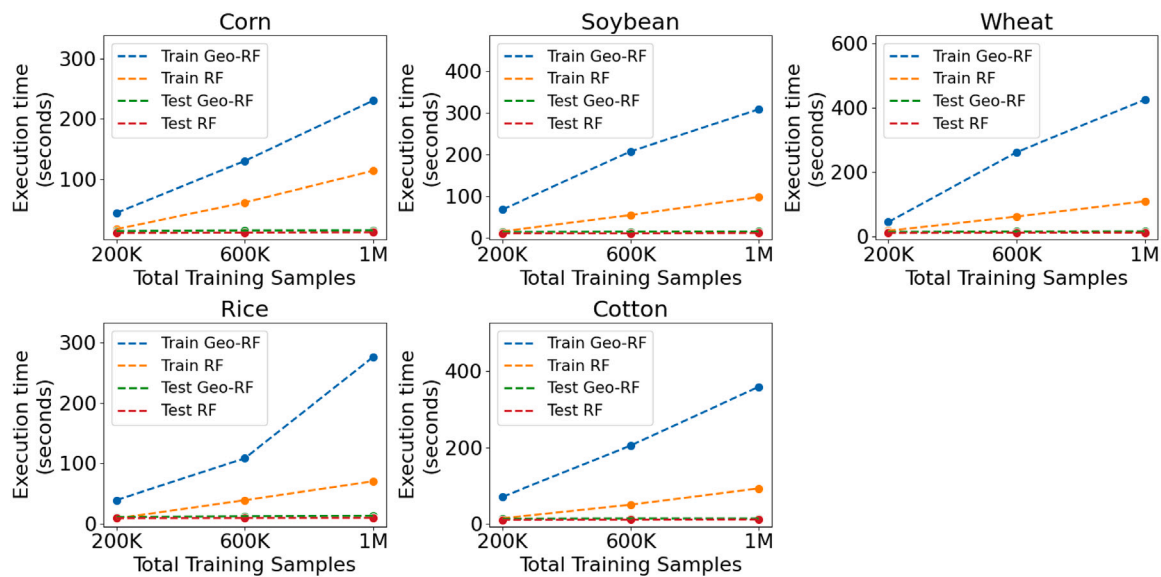 Corn
Execution time
(seconds)
300
200
100
Train Geo-RF
Train RF
Test Geo-RF
Test RF
200K 600K 1M
Total Training Samples
Soybean
Execution time
(seconds)
400
300
200
100
0
Train Geo-RF
Train RF
Test Geo-RF
Test RF
200K 600K 1M
Total Training Samples
Wheat
Execution time
(seconds)
600
400
200
0
Train Geo-RF
Train RF
Test Geo-RF
Test RF
200K 600K 1M
Total Training Samples
Rice
Execution time
(seconds)
300
200
100
0
Train Geo-RF
Train RF
Test Geo-RF
Test RF
200K 600K 1M
Total Training Samples
Cotton
Execution time
(seconds)
400
200
0
Train Geo-RF
Train RF
Test Geo-RF
Test RF
200K 600K 1M
Total Training Samples